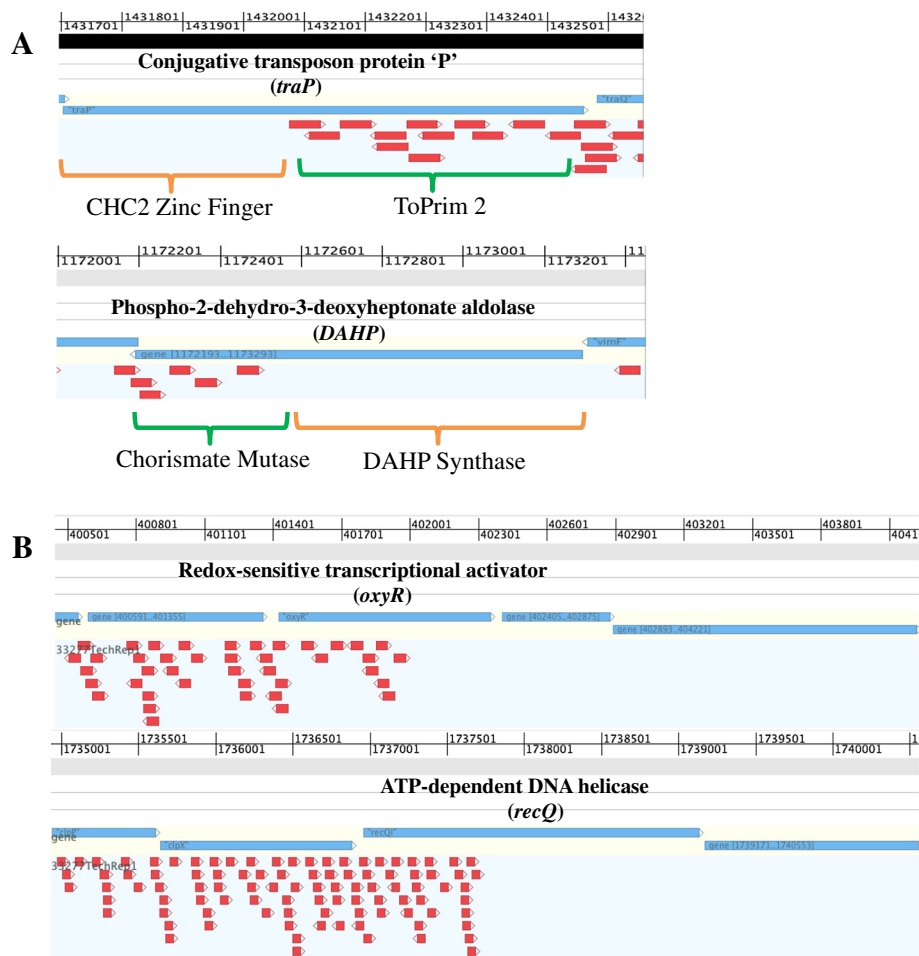 A
1431801 1432001 1432201 1432401
1431701 1431901 1432101 1432301 1432501
Conjugative transposon protein ‘P’
(traP)
"traP" "traQ"
CHC2 Zinc Finger ToPrim 2
1172201 1172601 1173001
1172001 1172401 1172801 1173201
Phospho-2-dehydro-3-deoxyheptonate aldolase
(DAHP)
gene [1172193..1173293] "vimF"
Chorismate Mutase DAHP Synthase
B
400801 401401 402001 402601 403201 403801
400501 401101 401701 402301 402901 403501
Redox-sensitive transcriptional activator
(oxyR)
gene [400591..401355] "oxyR" gene [402405..402875]
gene gene [402893..404221]
33277TechRep1
1735501 1736501 1737501 1738501 1739501
1735001 1736001 1737001 1738001 1739001 1740001
ATP-dependent DNA helicase
(recQ)
"clpP" "recQ"
gene "clpX" gene [1739171..1740553]
33277TechRep1